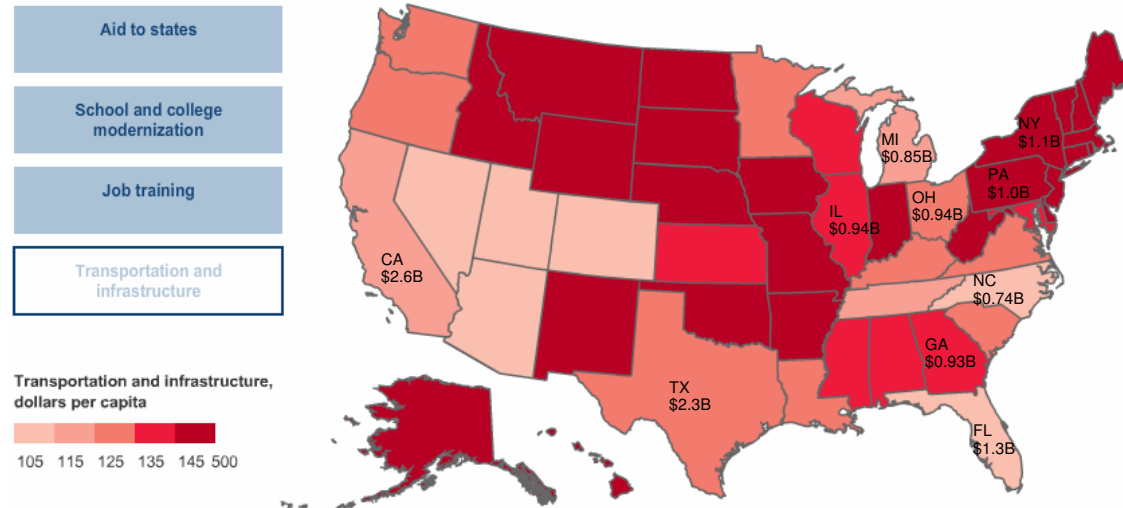 Aid to states
School and college
modernization
Job training
Transportation and
infrastructure
Transportation and infrastructure,
dollars per capita
105 115 125 135 145 500
NY
$1.1B
MI
$0.85B
PA
$1.0B
OH
$0.94B
IL
$0.94B
CA
$2.6B
NC
$0.74B
GA
$0.93B
TX
$2.3B
FL
$1.3B